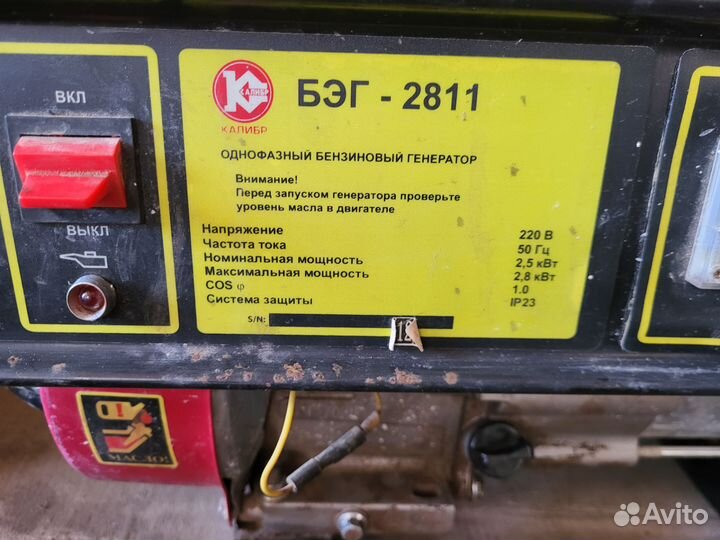 ВКЛ
ВЫКЛ
К
КАЛИБР
КАЛИБР
БЭГ - 2811
ОДНОФАЗНЫЙ БЕНЗИНОВЫЙ ГЕНЕРАТОР
Внимание!
Перед запуском генератора проверьте
уровень масла в двигателе
Напряжение 220 В
Частота тока 50 Гц
Номинальная мощность 2,5 кВт
Максимальная мощность 2,8 кВт
COS φ 1.0
Система защиты IP23
S/N:
МАСЛО!
Avito